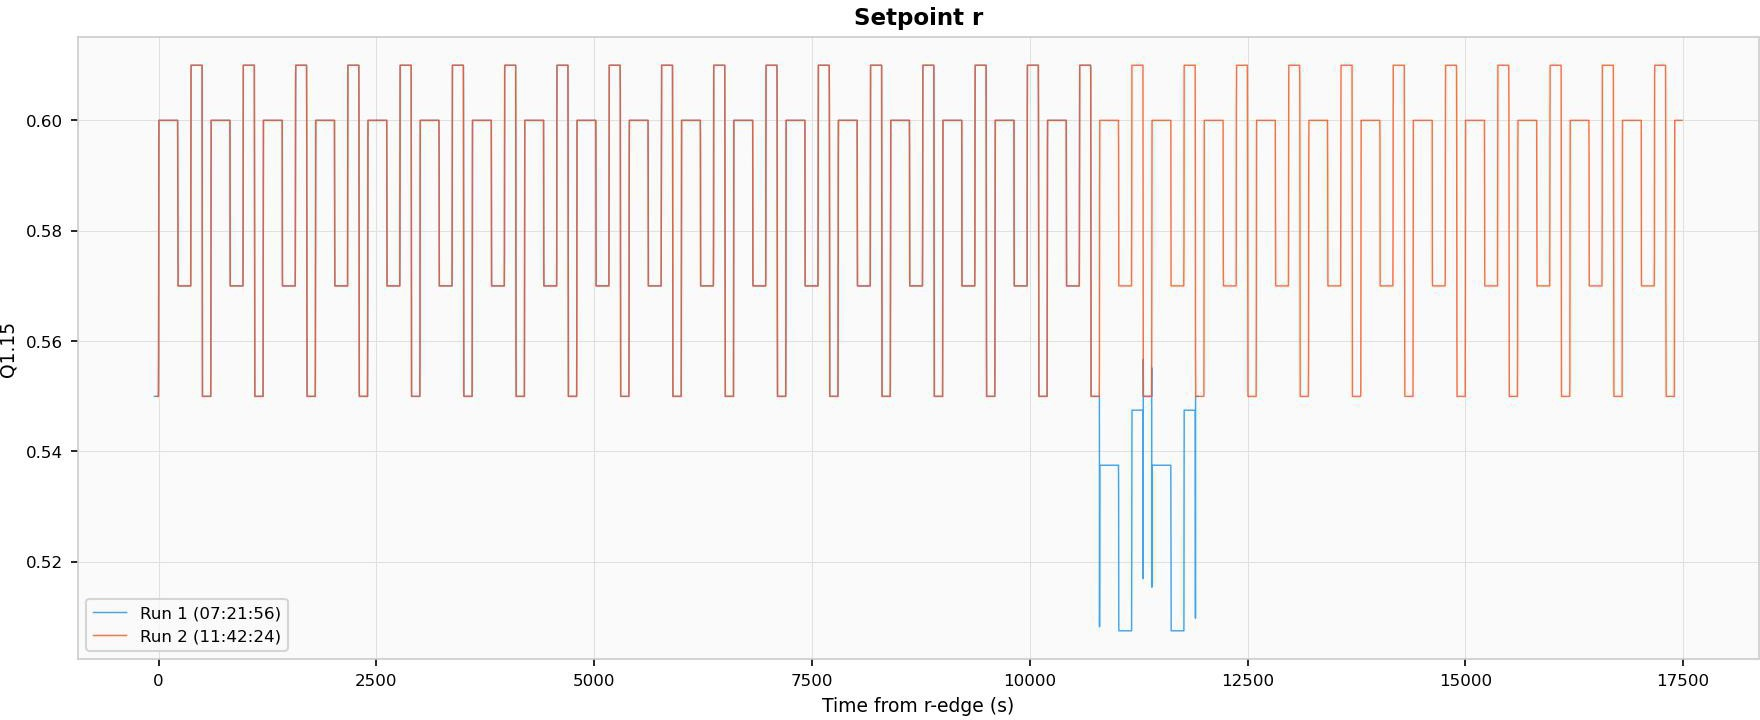 Setpoint r
Q1.15
0.60
0.58
0.56
0.54
0.52
Run 1 (07:21:56)
Run 2 (11:42:24)
0 2500 5000 7500 10000 12500 15000 17500
Time from r-edge (s)